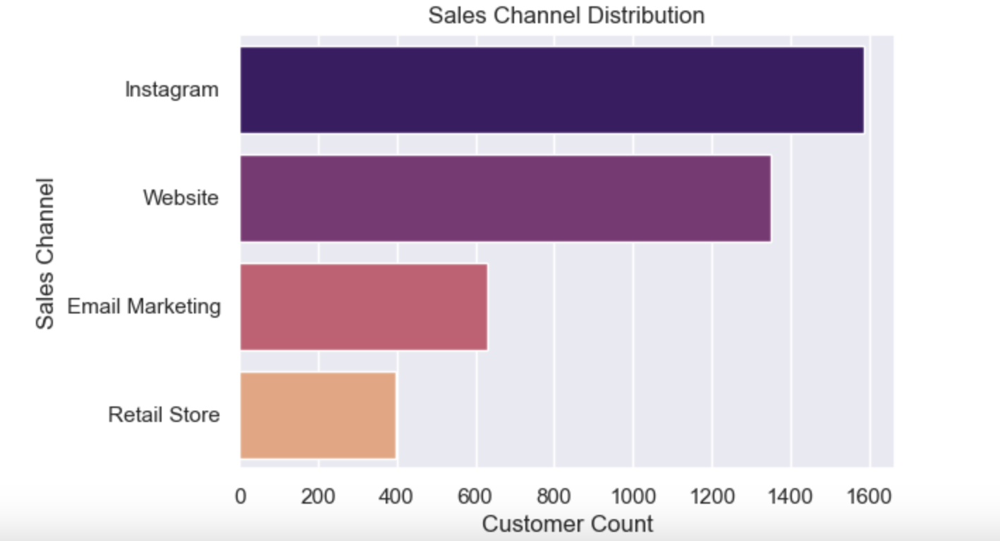 Sales Channel Distribution
Sales Channel
Instagram
Website
Email Marketing
Retail Store
0 200 400 600 800 1000 1200 1400 1600
Customer Count